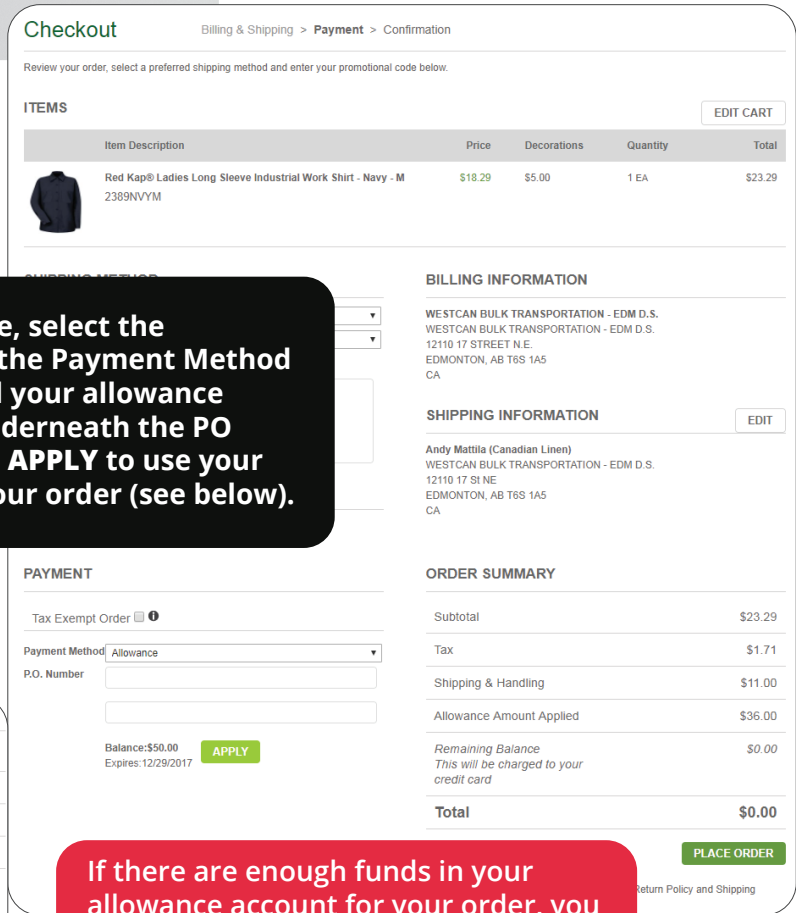 Checkout
Billing & Shipping > Payment > Confirmation
Review your order, select a preferred shipping method and enter your promotional code below.
ITEMS
EDIT CART
Item Description Price Decorations Quantity Total
Red Kap® Ladies Long Sleeve Industrial Work Shirt - Navy - M $18.29 $5.00 1 EA $23.29
2389NVYM
SHIPPING METHOD
e, select the
the Payment Method
your allowance
derneath the PO
APPLY to use your
our order (see below).
BILLING INFORMATION
WESTCAN BULK TRANSPORTATION - EDM D.S.
WESTCAN BULK TRANSPORTATION - EDM D.S.
12110 17 STREET N.E.
EDMONTON, AB T6S 1A5
CA
SHIPPING INFORMATION
EDIT
Andy Mattila (Canadian Linen)
WESTCAN BULK TRANSPORTATION - EDM D.S.
12110 17 St NE
EDMONTON, AB T6S 1A5
CA
PAYMENT
Tax Exempt Order
Payment Method Allowance
P.O. Number
Balance:$50.00
Expires:12/29/2017
APPLY
ORDER SUMMARY
Subtotal $23.29
Tax $1.71
Shipping & Handling $11.00
Allowance Amount Applied $36.00
Remaining Balance $0.00
This will be charged to your
credit card
Total $0.00
PLACE ORDER
Return Policy and Shipping
If there are enough funds in your
allowance account for your order, you